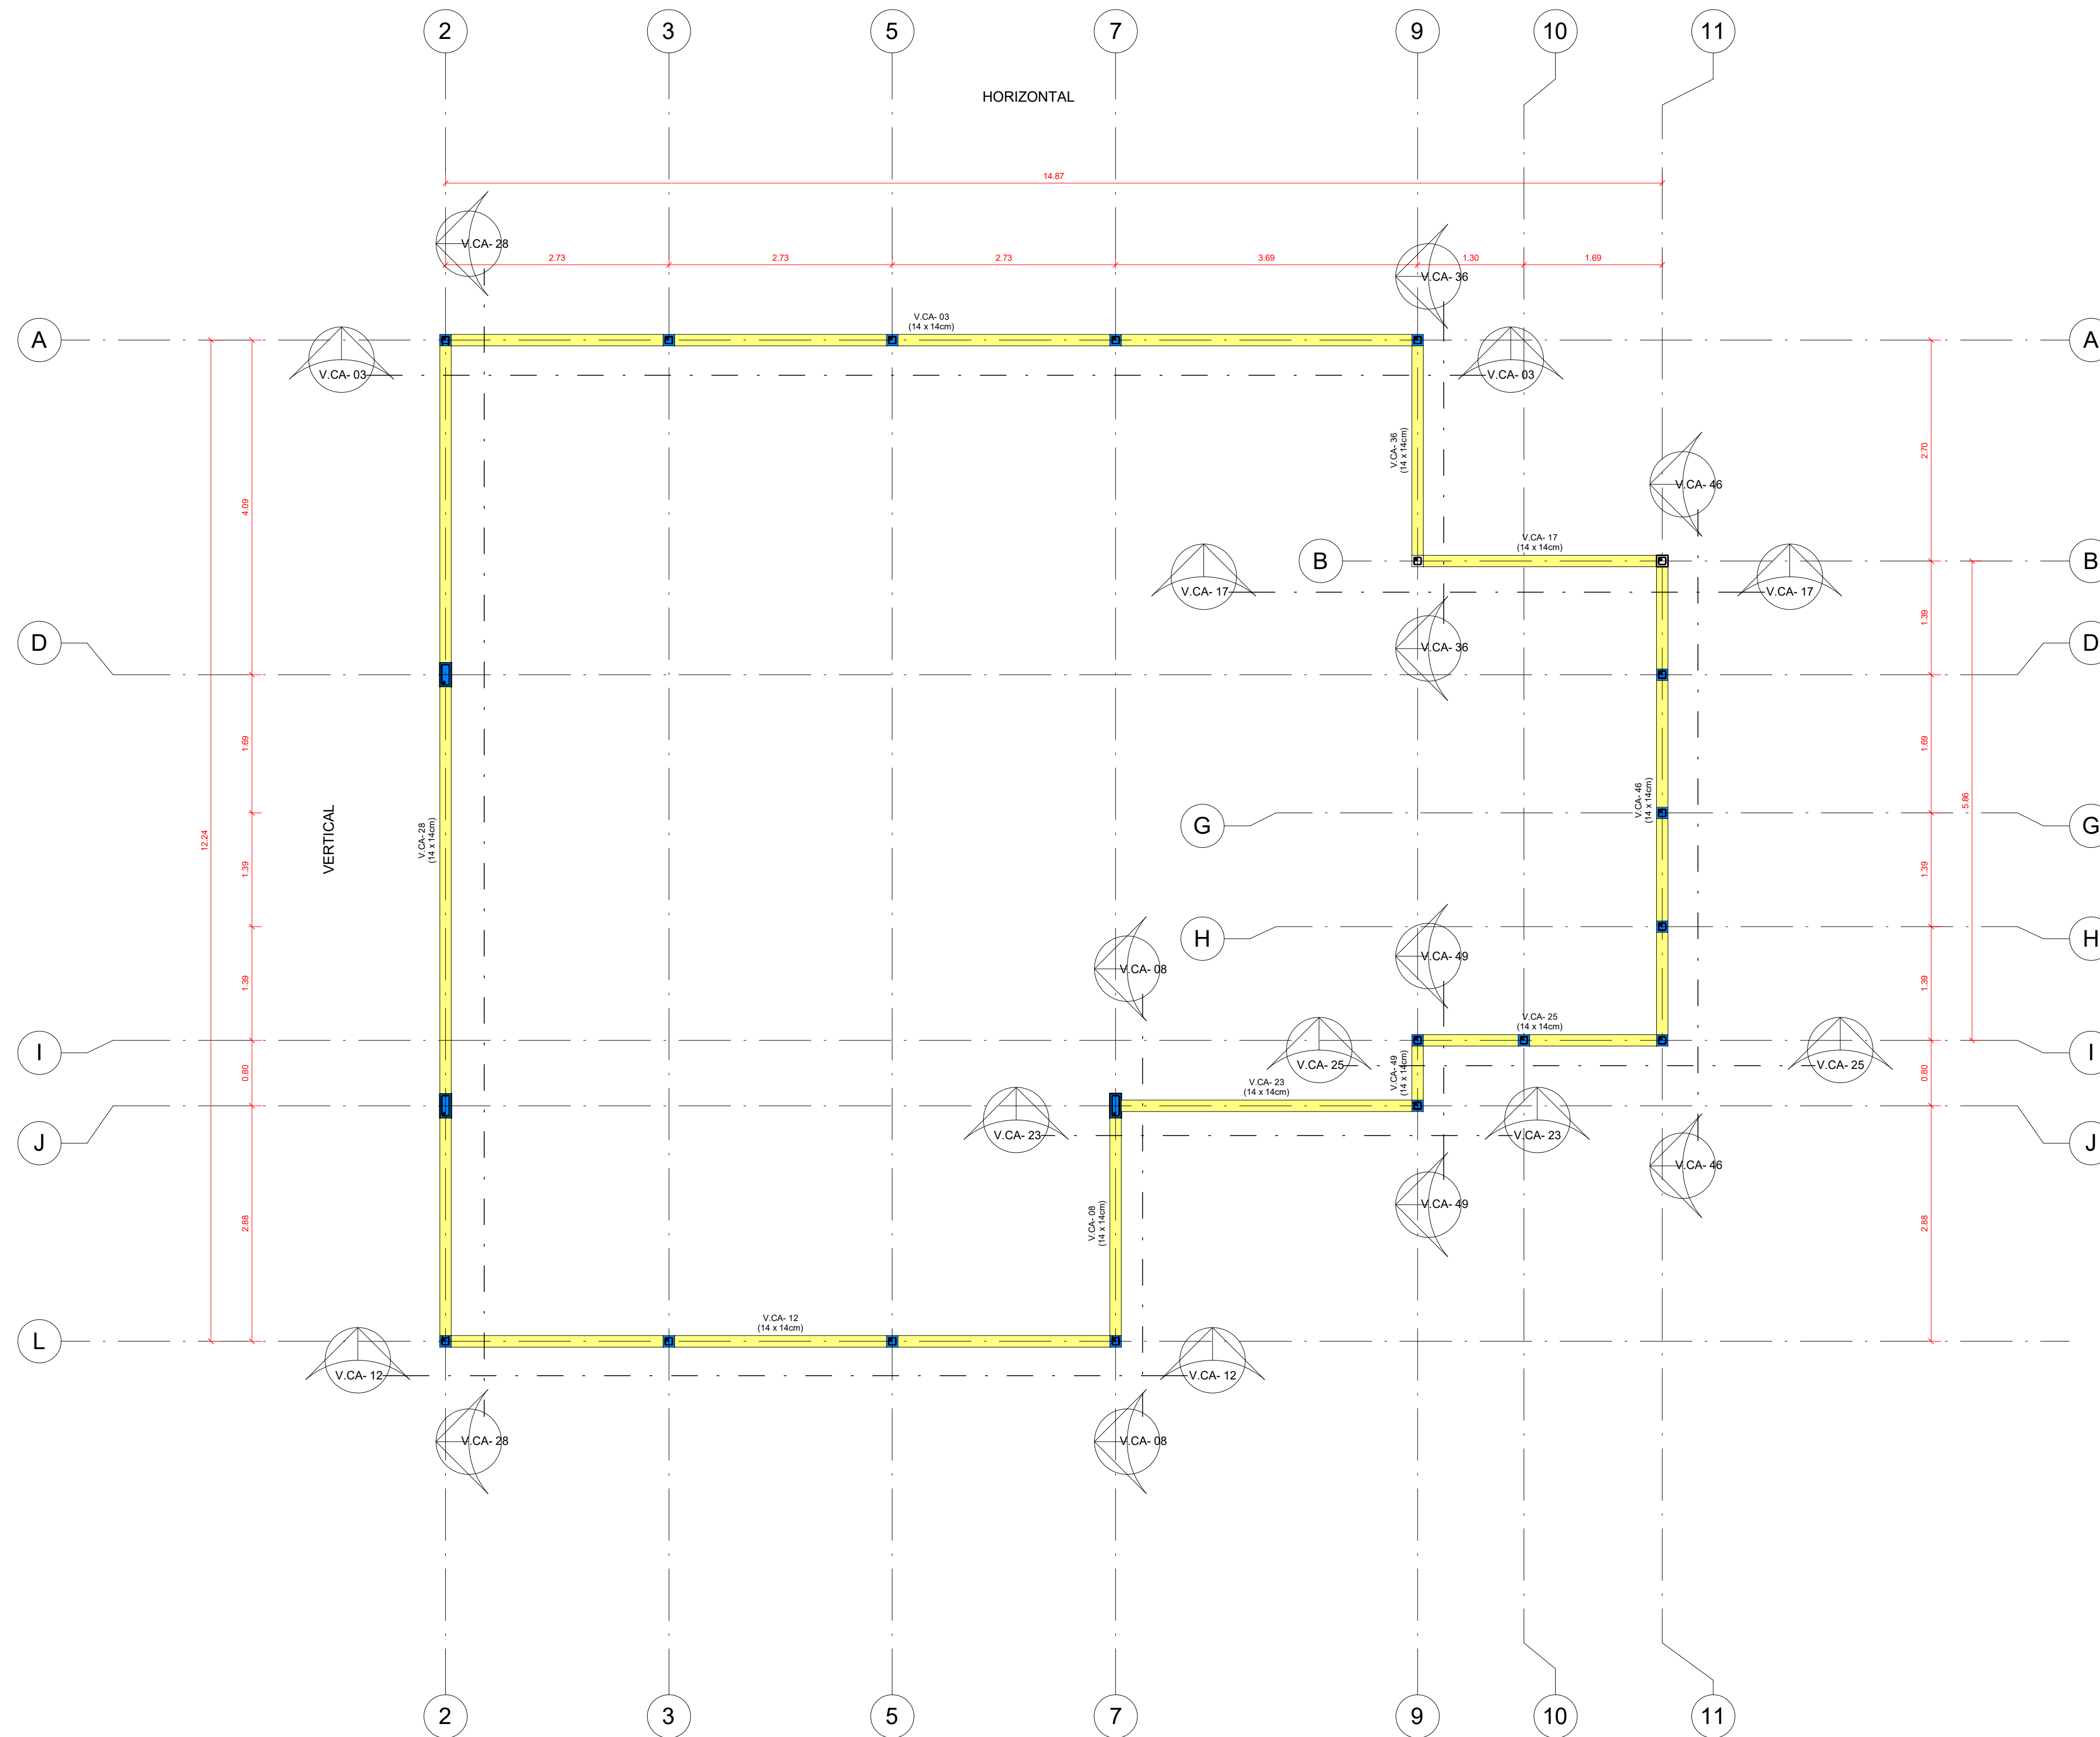 2 3 5 7 9 10 11
HORIZONTAL
14.87
V.CA- 28
2.73 2.73 2.73 3.69 1.30 1.69
V.CA- 36
V.CA- 03
(14 x 14cm)
A A
V.CA- 03 V.CA- 03
V.CA- 36
(14 x 14cm)
2.70
4.09
V.CA- 46
V.CA- 17
(14 x 14cm)
B B
V.CA- 17 V.CA- 17
1.39
D D
V.CA- 36
1.69 1.69
V.CA- 46
(14 x 14cm)
5.86
G G
VERTICAL
12.24
V.CA- 28
(14 x 14cm)
1.39 1.39
H H
V.CA- 49
V.CA- 08
1.39 1.39
V.CA- 25
(14 x 14cm)
I I
V.CA- 25 V.CA- 25
V.CA- 49
(14 x 14cm)
0.80 0.80
V.CA- 23
(14 x 14cm)
J J
V.CA- 23 V.CA- 23
V.CA- 46
V.CA- 49
V.CA- 08
(14 x 14cm)
2.88 2.88
V.CA- 12
(14 x 14cm)
L
V.CA- 12 V.CA- 12
V.CA- 28 V.CA- 08
2 3 5 7 9 10 11